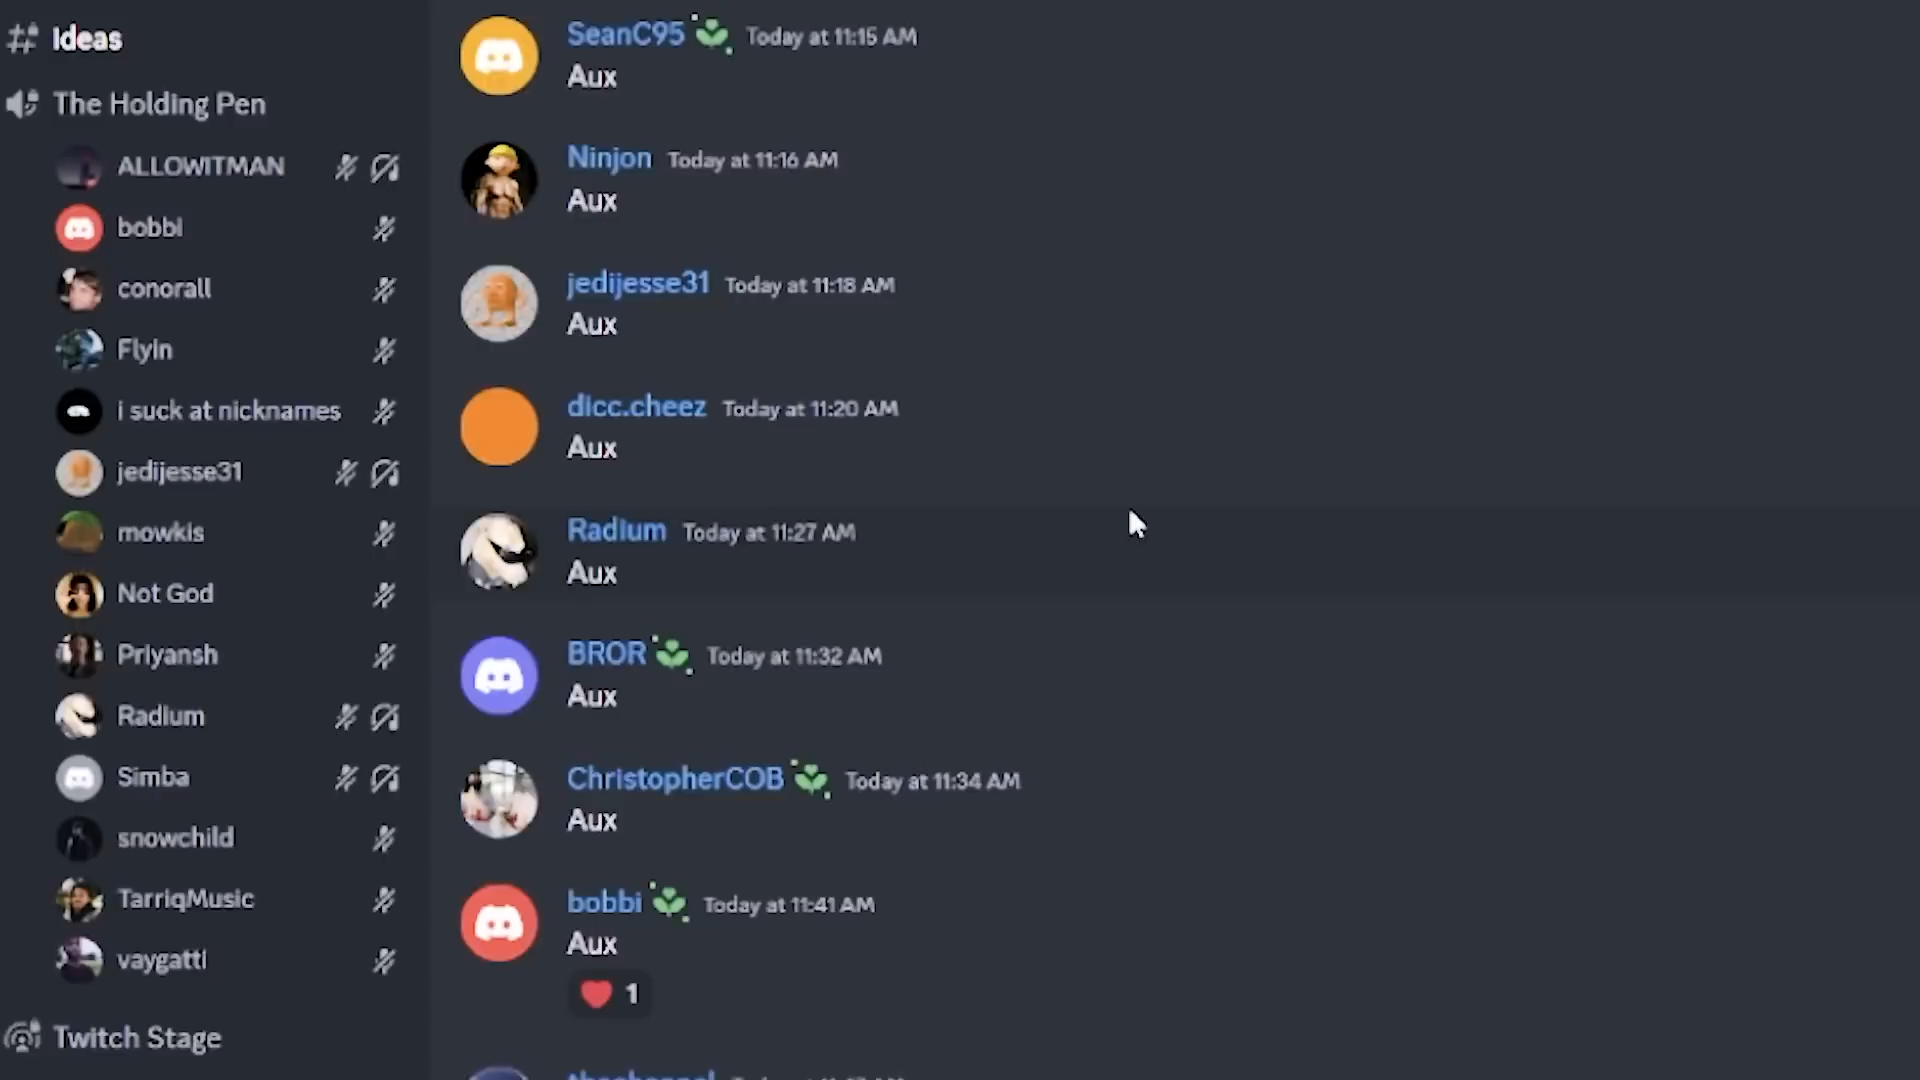 Ideas
The Holding Pen
ALLOWITMAN
bobbi
conorall
Flyin
i suck at nicknames
jedijesse31
mowkis
Not God
Priyansh
Radium
Simba
snowchild
TarriqMusic
vaygatti
Twitch Stage
SeanC95 Today at 11:15 AM
Aux
Ninjon Today at 11:16 AM
Aux
jedijesse31 Today at 11:18 AM
Aux
dicc.cheez Today at 11:20 AM
Aux
Radium Today at 11:27 AM
Aux
BROR Today at 11:32 AM
Aux
ChristopherCOB Today at 11:34 AM
Aux
bobbi Today at 11:41 AM
Aux
1